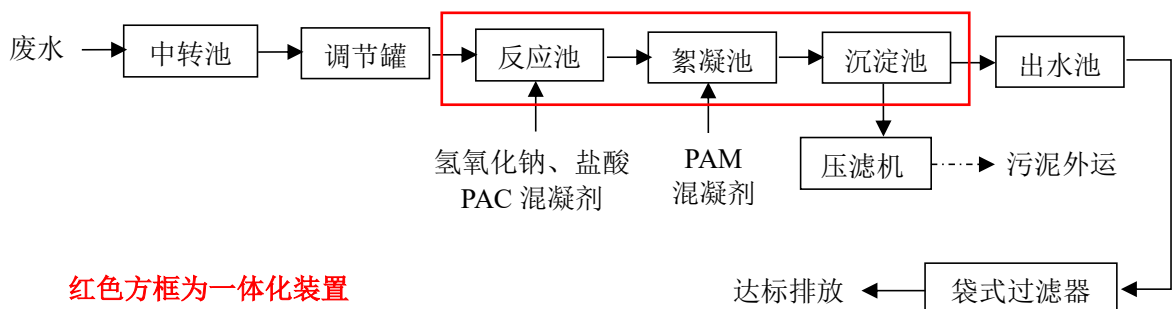 废水
中转池
调节罐
反应池
絮凝池
沉淀池
出水池
氢氧化钠、盐酸
PAC 混凝剂
PAM
混凝剂
压滤机
污泥外运
红色方框为一体化装置
达标排放
袋式过滤器